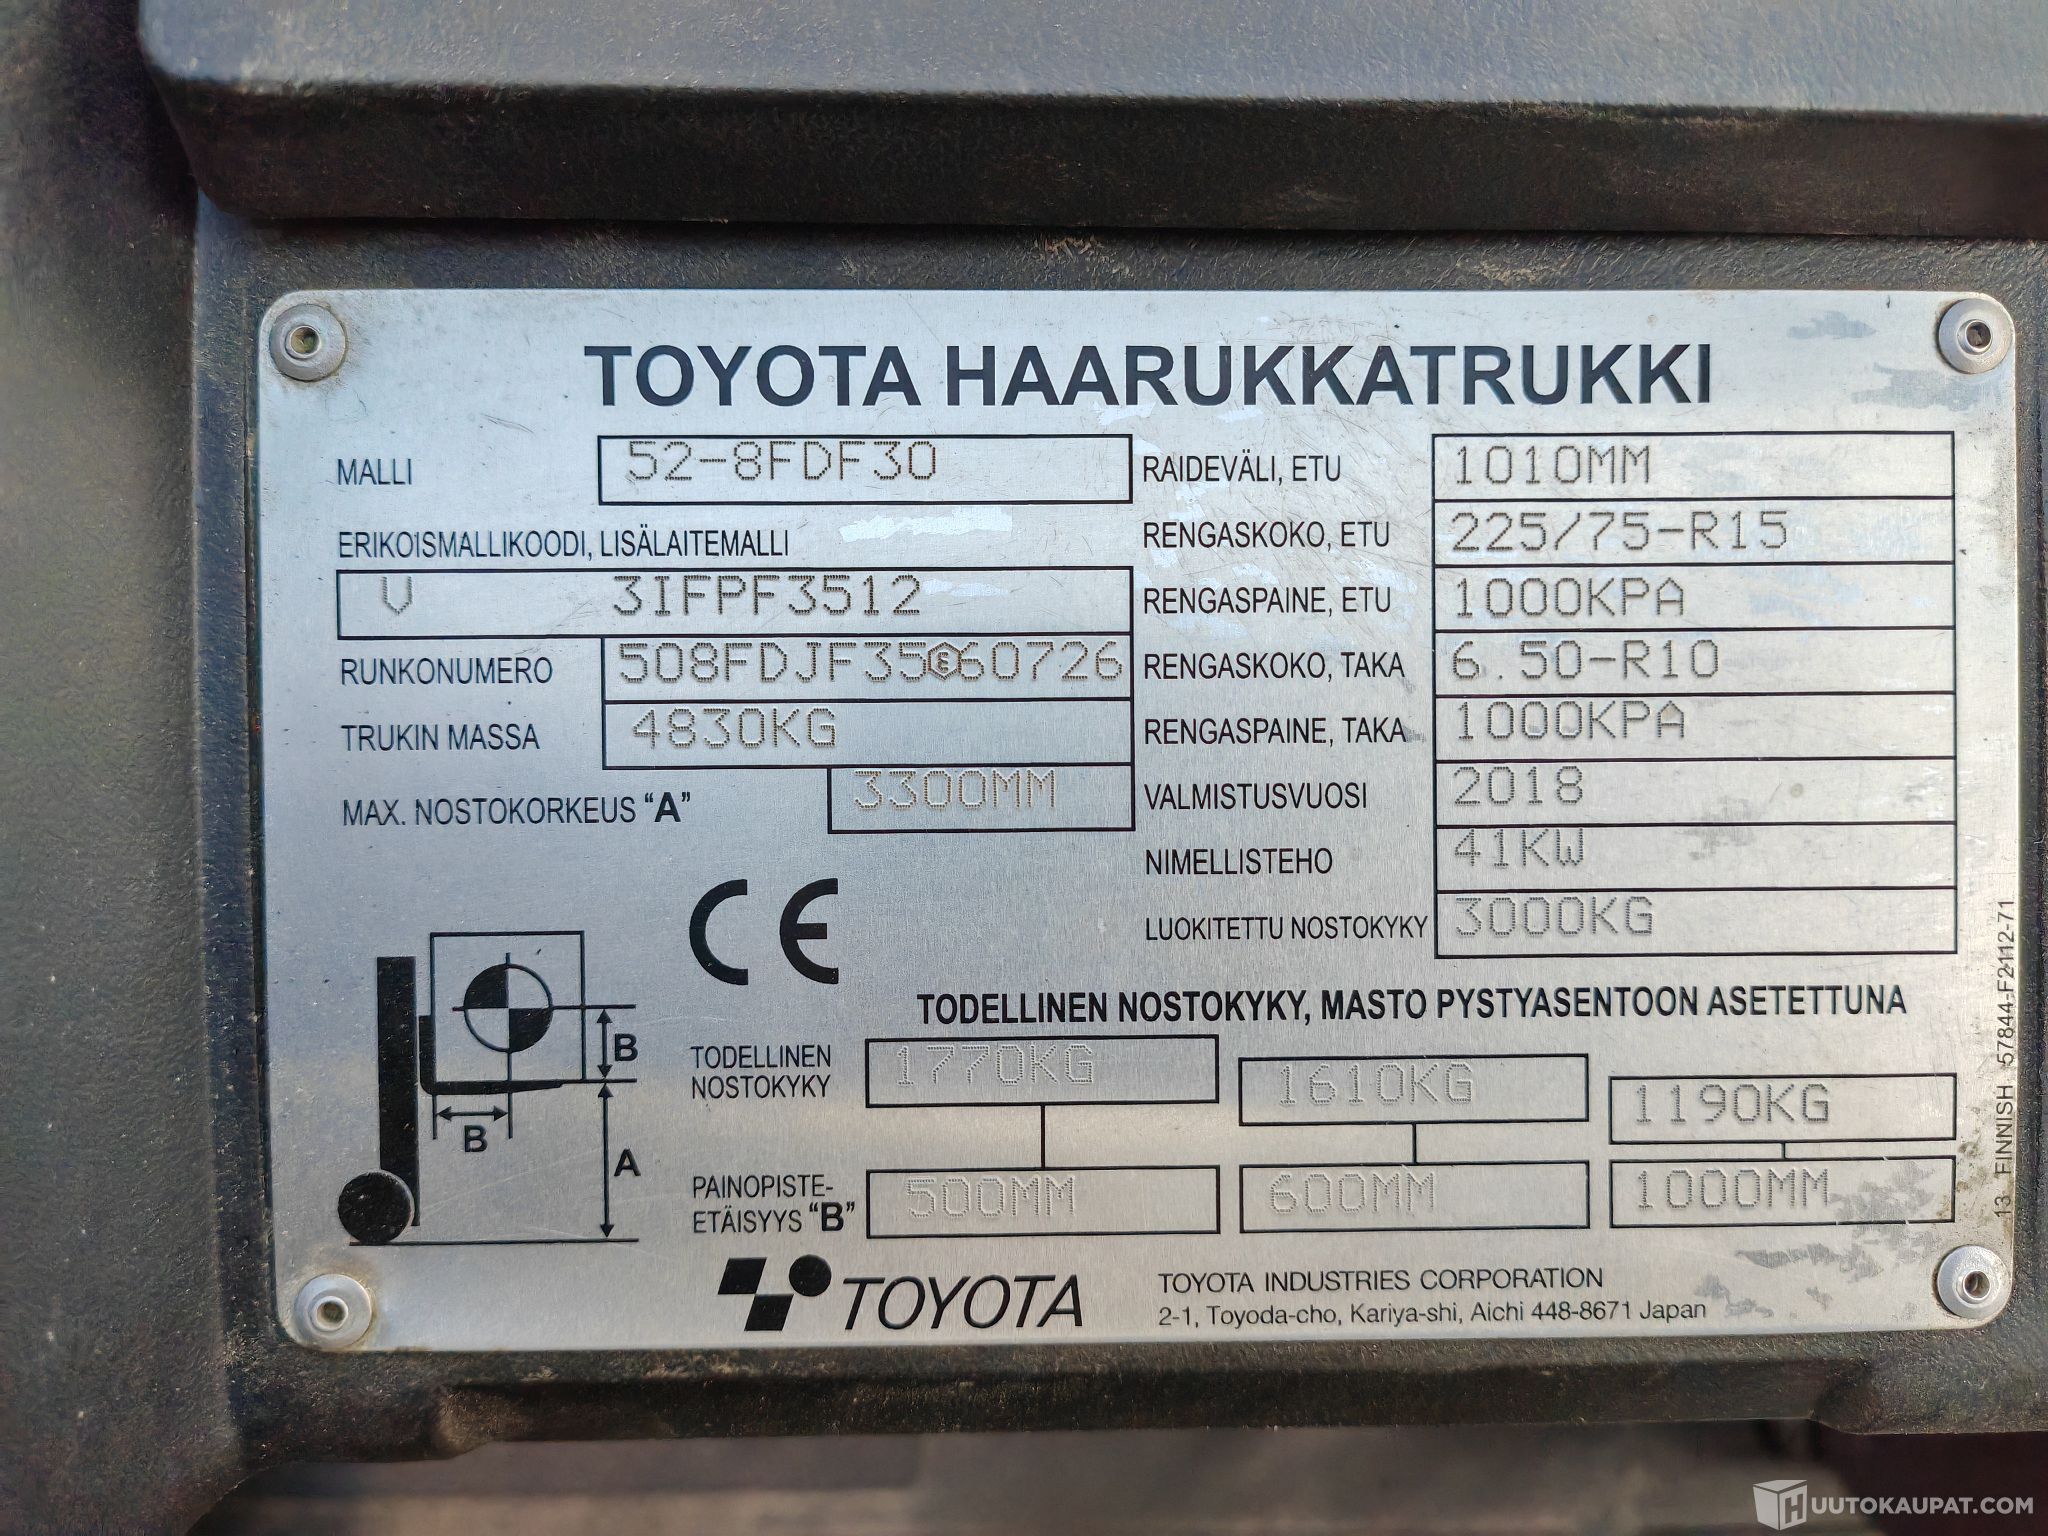 TOYOTA HAARUKKATRUKKI
MALLI 52-8FDF30
ERIKOISMALLIKOODI, LISÄLAITEMALLI
V 3IFPF3512
RUNKONUMERO 508FDJF35 E 60726
TRUKIN MASSA 4830KG
MAX. NOSTOKORKEUS "A" 3300MM
RAIDEVÄLI, ETU 1010MM
RENGASKOKO, ETU 225/75-R15
RENGASPAINE, ETU 1000KPA
RENGASKOKO, TAKA 6.50-R10
RENGASPAINE, TAKA 1000KPA
VALMISTUSVUOSI 2018
NIMELLISTEHO 41KW
LUOKITETTU NOSTOKYKY 3000KG
CE
B
B
A
TODELLINEN NOSTOKYKY, MASTO PYSTYASENTOON ASETETTUNA
TODELLINEN
NOSTOKYKY 1770KG 1610KG 1190KG
PAINOPISTE-
ETÄISYYS "B" 500MM 600MM 1000MM
TOYOTA
TOYOTA INDUSTRIES CORPORATION
2-1, Toyoda-cho, Kariya-shi, Aichi 448-8671 Japan
13 FINNISH 57844-F2112-71
HUUTOKAUPAT.COM